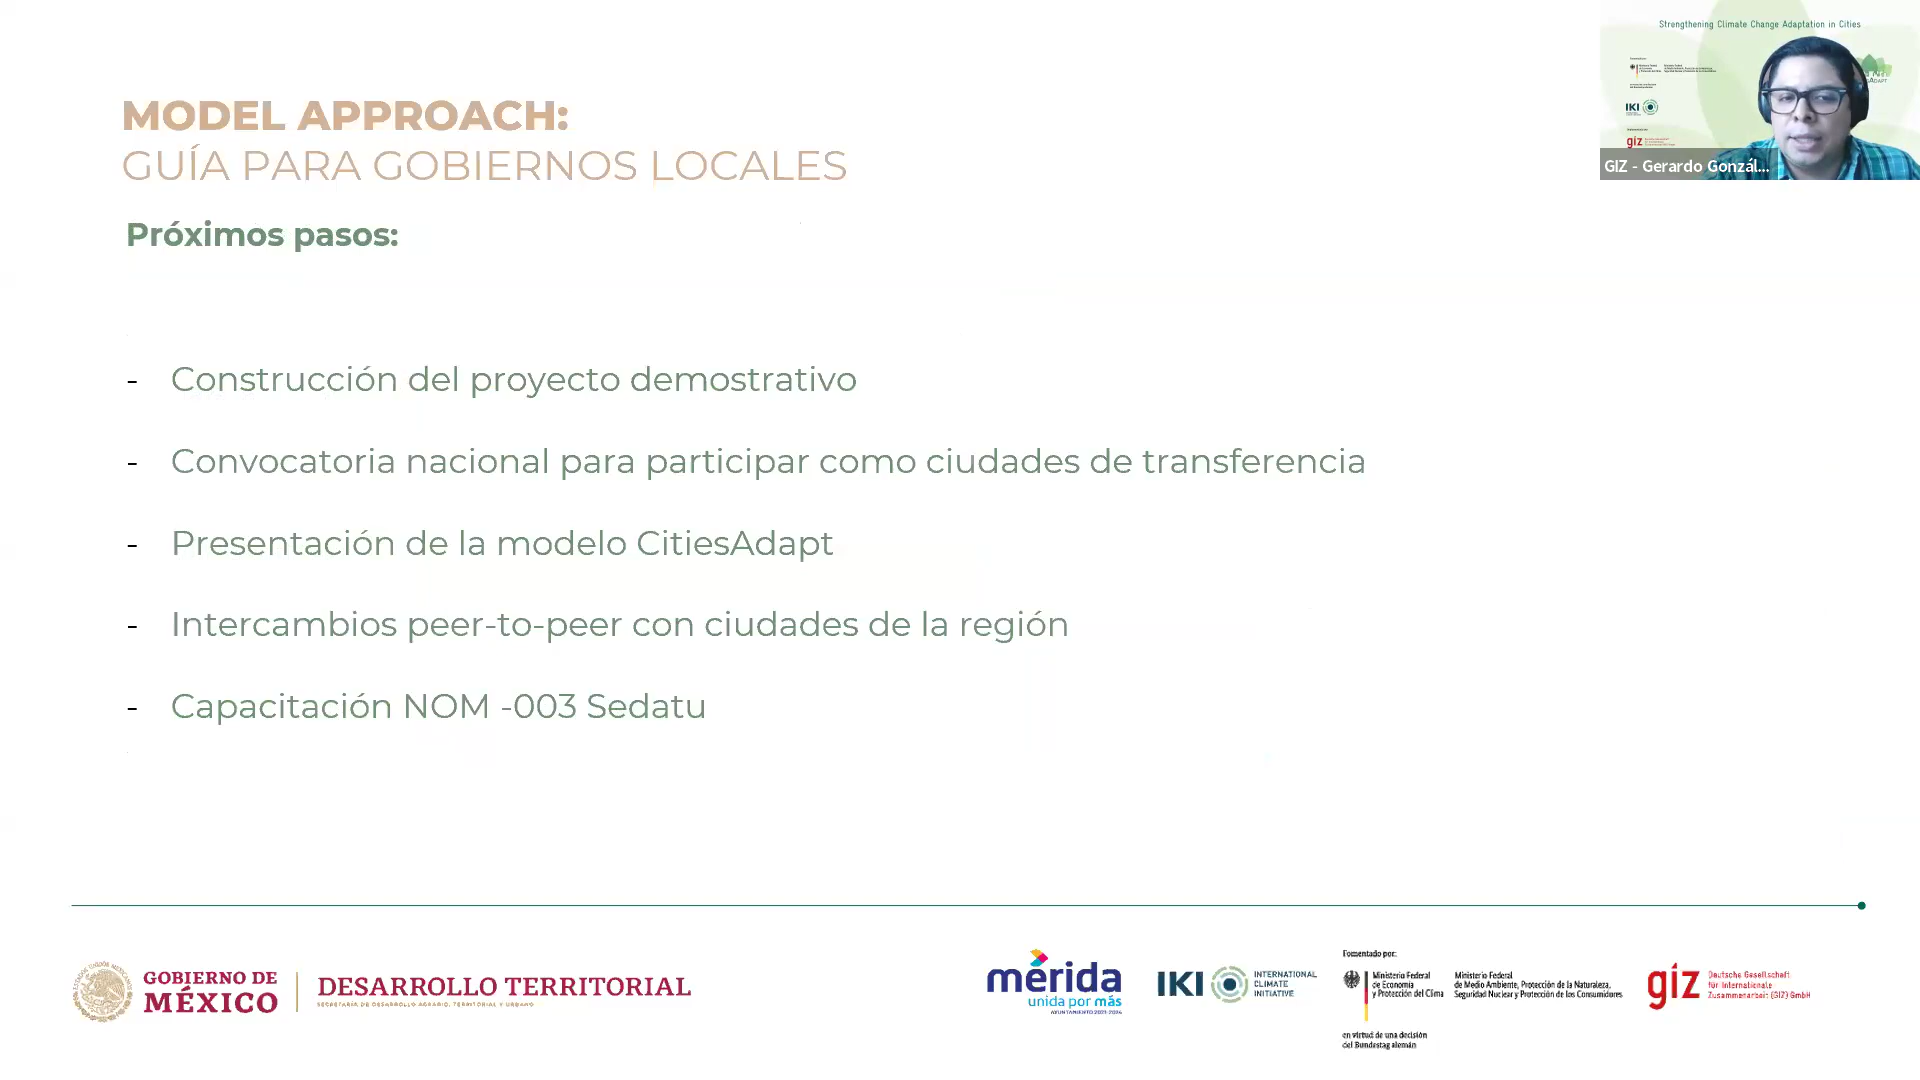 Strengthening Climate Change Adaptation in Cities
IKI
giz
GIZ - Gerardo Gonzál...
MODEL APPROACH:
GUÍA PARA GOBIERNOS LOCALES
Próximos pasos:
- Construcción del proyecto demostrativo
- Convocatoria nacional para participar como ciudades de transferencia
- Presentación de la modelo CitiesAdapt
- Intercambios peer-to-peer con ciudades de la región
- Capacitación NOM -003 Sedatu
GOBIERNO DE
MÉXICO
DESARROLLO TERRITORIAL
SECRETARÍA DE DESARROLLO AGRARIO, TERRITORIAL Y URBANO
mérida
unida por más
AYUNTAMIENTO 2021-2024
IKI
INTERNATIONAL
CLIMATE
INITIATIVE
Fomentado por:
Ministerio Federal
de Economía
y Protección del Clima
Ministerio Federal
de Medio Ambiente, Protección de la Naturaleza,
Seguridad Nuclear y Protección de los Consumidores
en virtud de una decisión
del Bundestag alemán
giz
Deutsche Gesellschaft
für Internationale
Zusammenarbeit (GIZ) GmbH